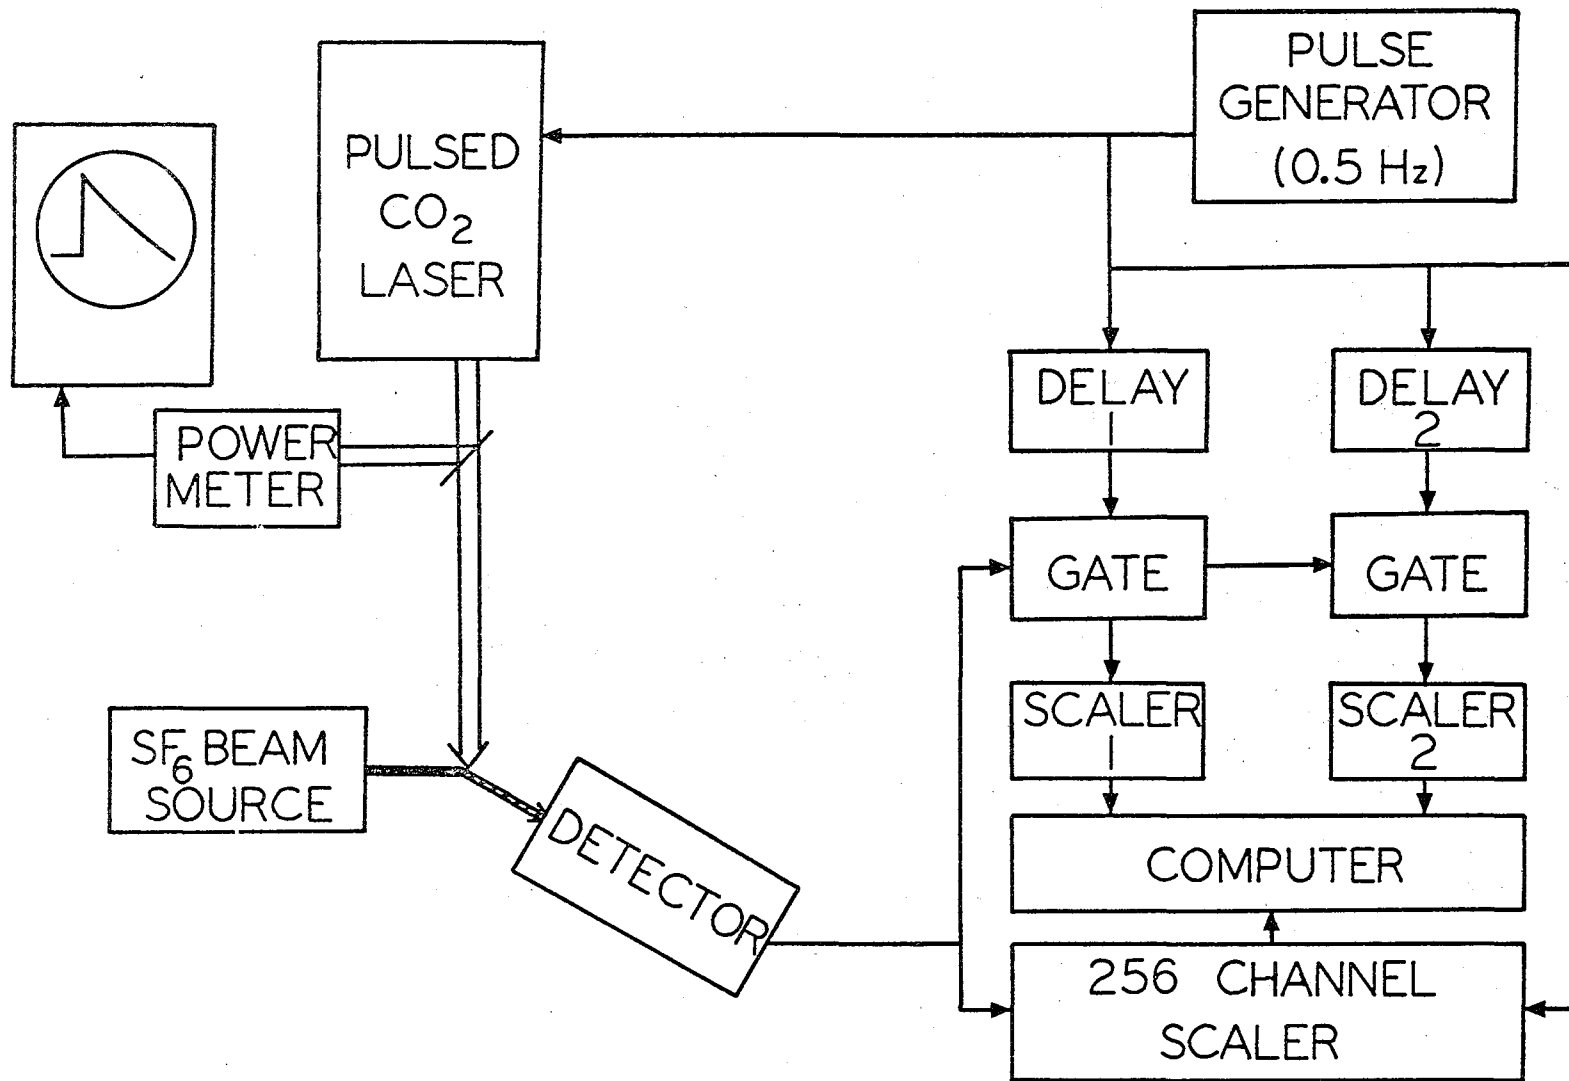 PULSE
GENERATOR
(0.5 Hz)
PULSED
CO₂
LASER
DELAY
1
DELAY
2
POWER
METER
GATE
GATE
SCALER
1
SCALER
2
SF₆ BEAM
SOURCE
DETECTOR
COMPUTER
256 CHANNEL
SCALER